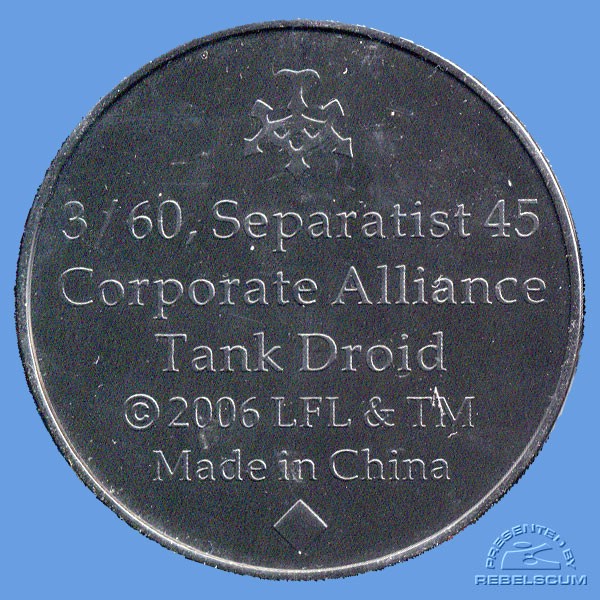 3/60, Separatist 45
Corporate Alliance
Tank Droid
© 2006 LFL & TM
Made in China
PRESENTED BY
REBELSCUM